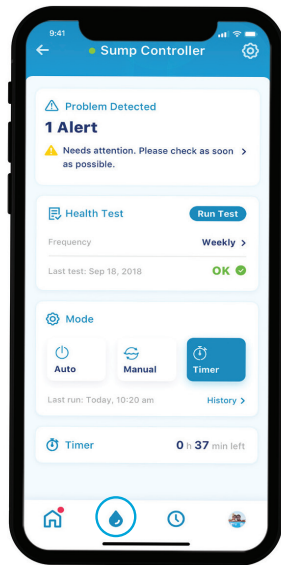 9:41
Sump Controller
Problem Detected
1 Alert
Needs attention. Please check as soon
as possible.
Health Test
Run Test
Frequency
Weekly
Last test: Sep 18, 2018
OK
Mode
Auto
Manual
Timer
Last run: Today, 10:20 am
History
Timer
0 h 37 min left